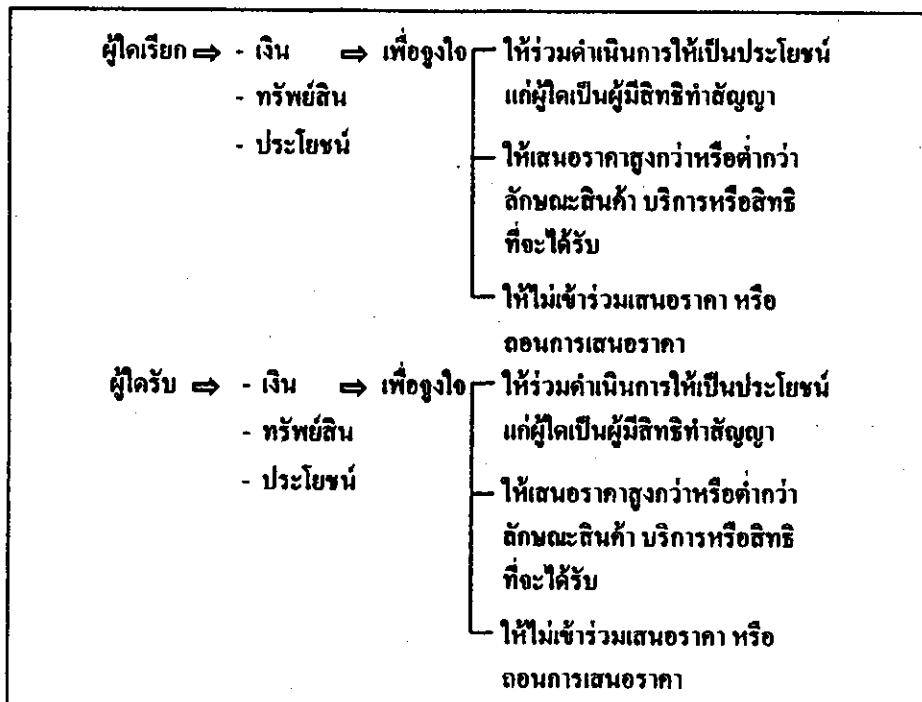 ผู้ใดเรียก ⇨ - เงิน ⇨ เพื่อจูงใจ ให้ร่วมดำเนินการให้เป็นประโยชน์
- ทรัพย์สิน แก่ผู้ใดเป็นผู้มีสิทธิทำสัญญา
- ประโยชน์
ให้เสนอราคาสูงกว่าหรือต่ำกว่า
ลักษณะสินค้า บริการหรือสิทธิ
ที่จะได้รับ
ให้ไม่เข้าร่วมเสนอราคา หรือ
ถอนการเสนอราคา
ผู้ใดรับ ⇨ - เงิน ⇨ เพื่อจูงใจ ให้ร่วมดำเนินการให้เป็นประโยชน์
- ทรัพย์สิน แก่ผู้ใดเป็นผู้มีสิทธิทำสัญญา
- ประโยชน์
ให้เสนอราคาสูงกว่าหรือต่ำกว่า
ลักษณะสินค้า บริการหรือสิทธิ
ที่จะได้รับ
ให้ไม่เข้าร่วมเสนอราคา หรือ
ถอนการเสนอราคา